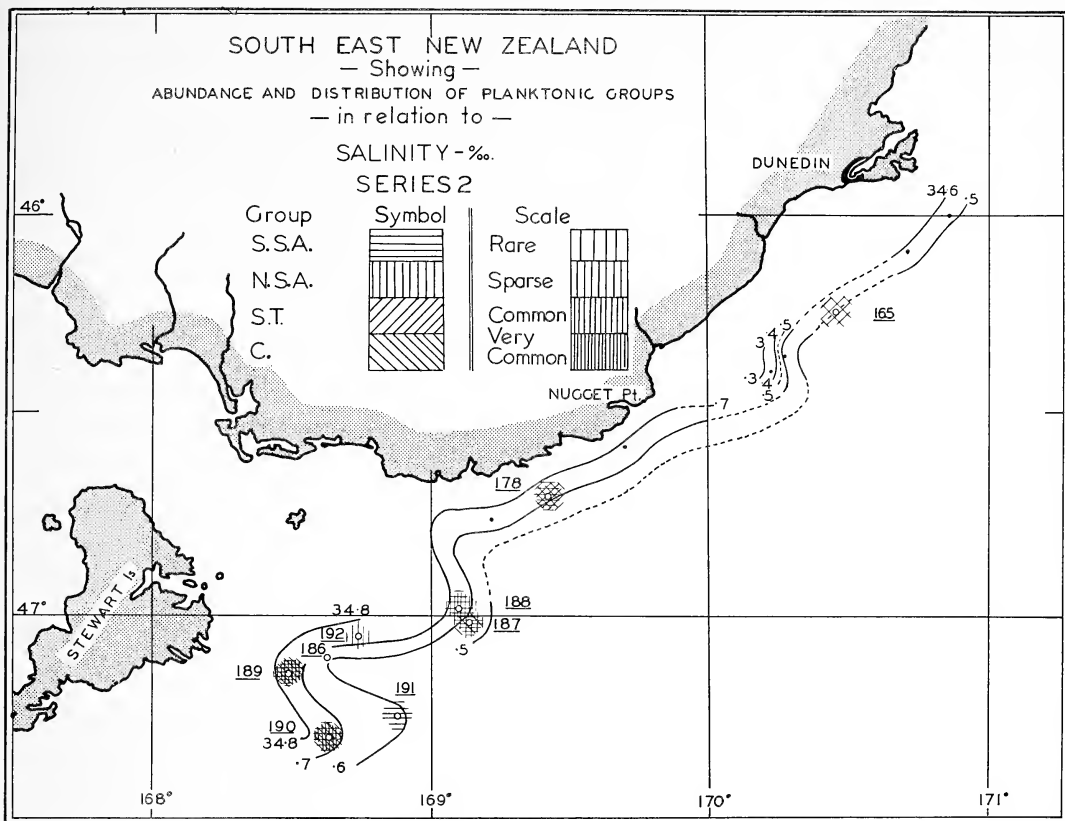 SOUTH EAST NEW ZEALAND
— Showing —
ABUNDANCE AND DISTRIBUTION OF PLANKTONIC GROUPS
— in relation to —
SALINITY - ‰.
SERIES 2
Group Symbol Scale
S.S.A. Rare
N.S.A. Sparse
S.T. Common
C. Very Common
DUNEDIN
46°
346 .5
165
34.5
.3
.4
.5
NUGGET Pt.
.7
178
STEWART Is
47°
34.8
188
187
192
186
.5
189
191
190
34.8
.7 .6
168° 169° 170° 171°